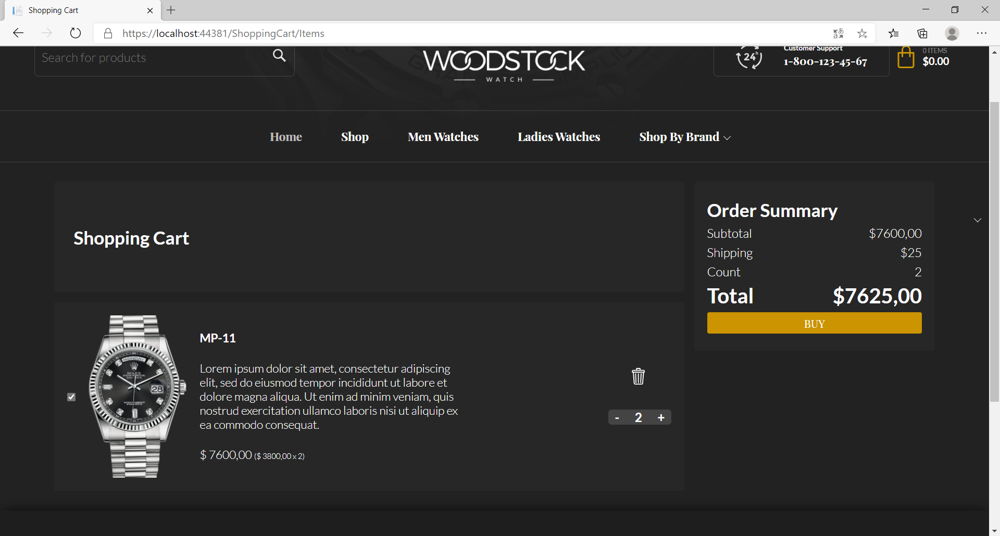 Shopping Cart
https://localhost:44381/ShoppingCart/Items
Search for products
WOODSTOCK
WATCH
24h
Customer Support
1-800-123-45-67
0 ITEMS
$0.00
Home
Shop
Men Watches
Ladies Watches
Shop By Brand
Shopping Cart
MONDAY
ROLEX
28
MP-11
Lorem ipsum dolor sit amet, consectetur adipiscing
elit, sed do eiusmod tempor incididunt ut labore et
dolore magna aliqua. Ut enim ad minim veniam, quis
nostrud exercitation ullamco laboris nisi ut aliquip ex
ea commodo consequat.
$ 7600,00 ($ 3800,00 x 2)
- 2 +
Order Summary
Subtotal $7600,00
Shipping $25
Count 2
Total $7625,00
BUY